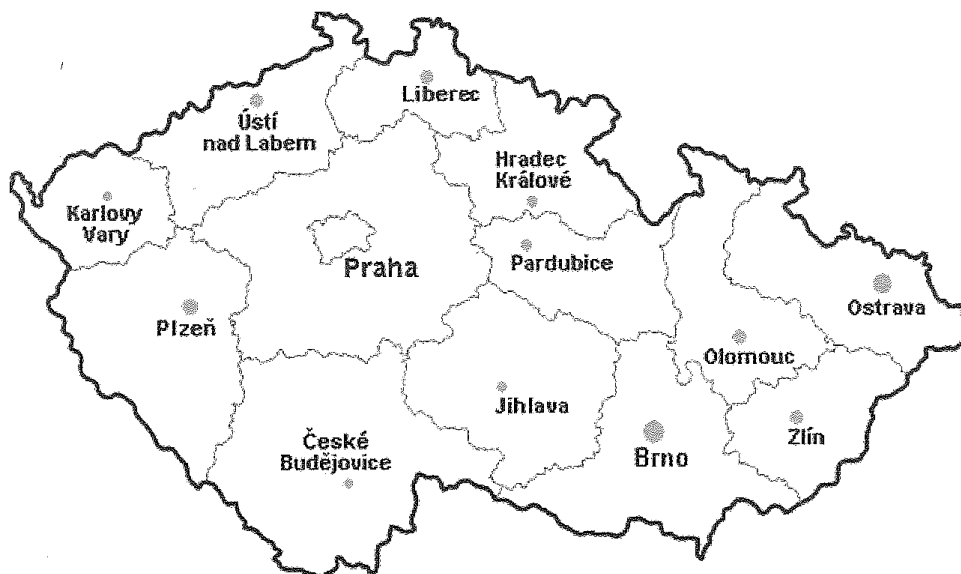 Liberec
Ústí
nad Labem
Hradec
Králové
Karlovy
Vary
Praha
Pardubice
Plzeň
Ostrava
Olomouc
Jihlava
České
Budějovice
Brno
Zlín